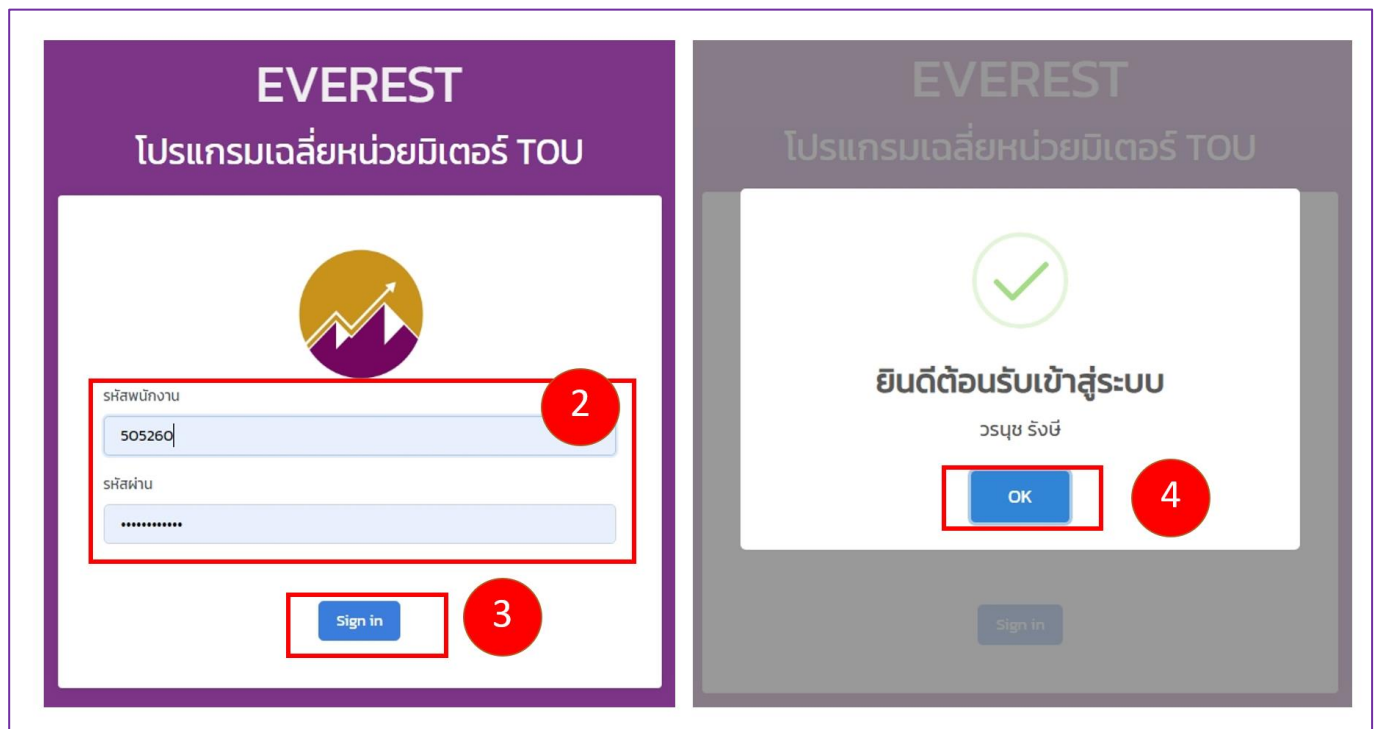 EVEREST
โปรแกรมเฉลี่ยหน่วยมิเตอร์ TOU
รหัสพนักงาน
2
505260
รหัสผ่าน
••••••••••••
Sign in
3
EVEREST
โปรแกรมเฉลี่ยหน่วยมิเตอร์ TOU
ยินดีต้อนรับเข้าสู่ระบบ
วรนุช รังษี
OK
4
Sign in